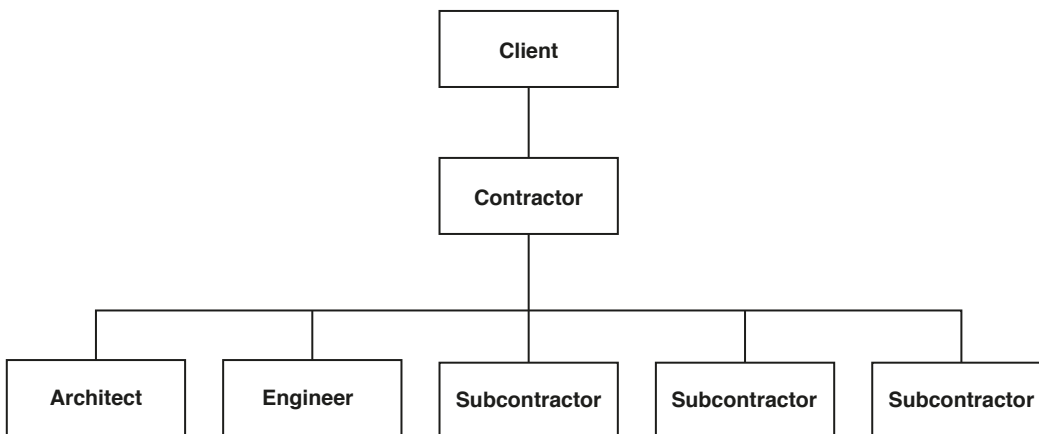 Client
Contractor
Architect
Engineer
Subcontractor
Subcontractor
Subcontractor